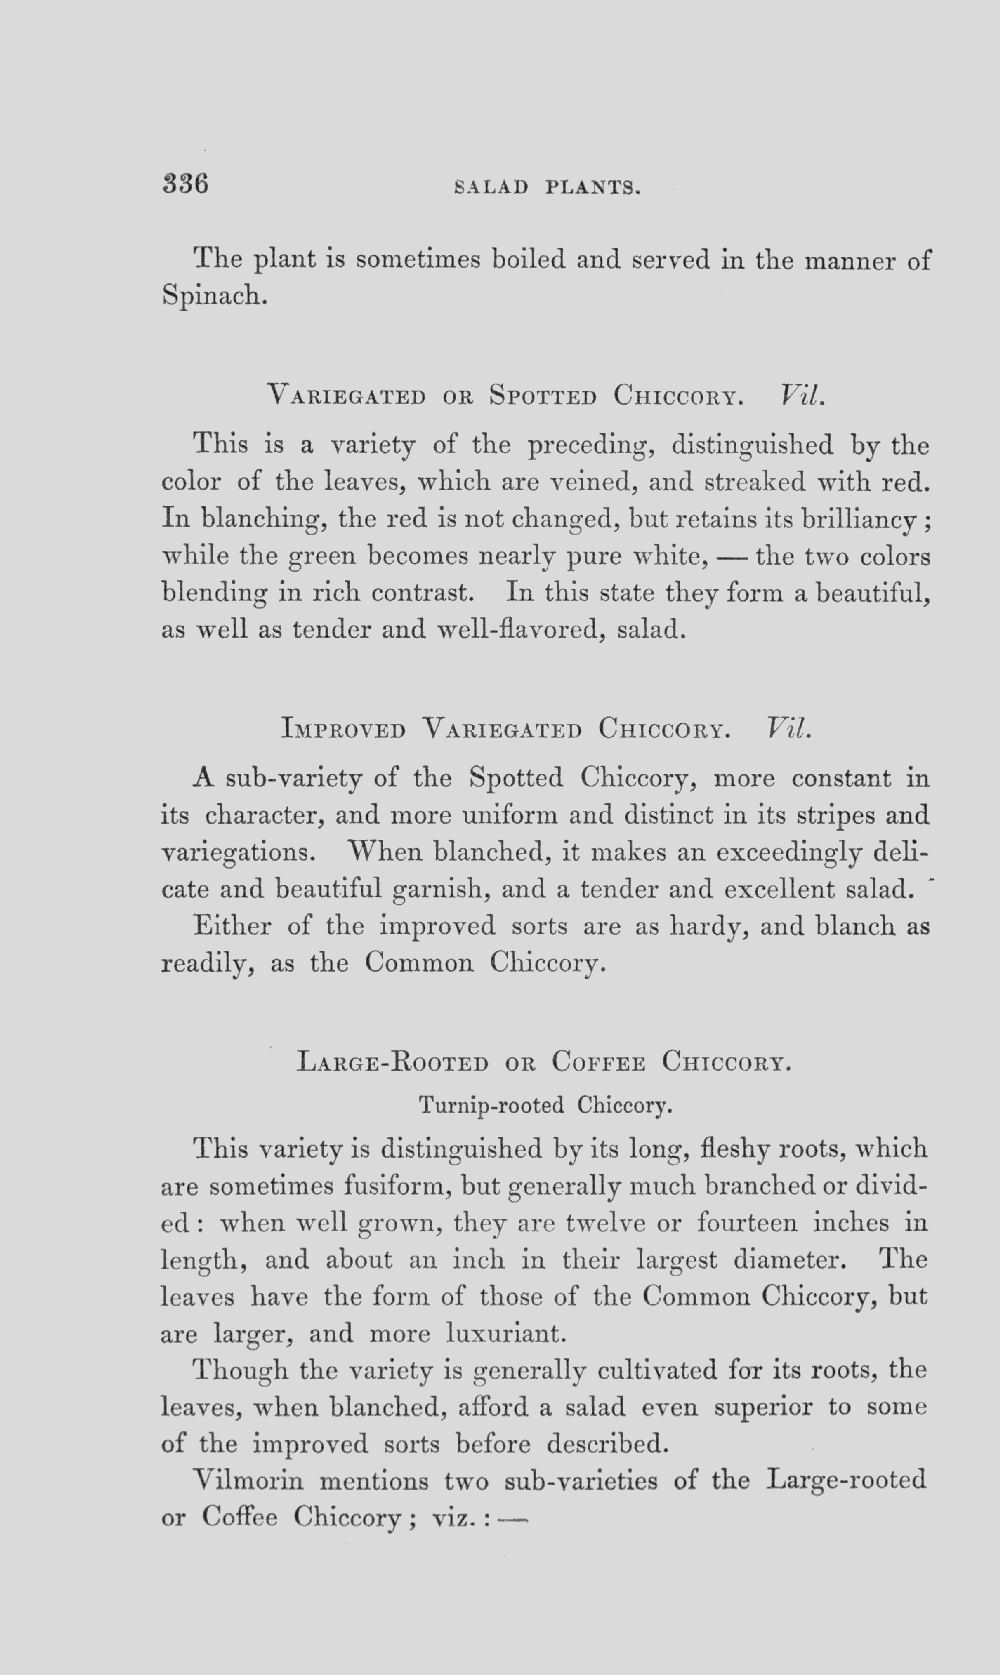 336 SALAD PLANTS.
The plant is sometimes boiled and served in the manner of
Spinach.
VARIEGATED OR SPOTTED CHICCORY. Vil.
This is a variety of the preceding, distinguished by the
color of the leaves, which are veined, and streaked with red.
In blanching, the red is not changed, but retains its brilliancy ;
while the green becomes nearly pure white, — the two colors
blending in rich contrast. In this state they form a beautiful,
as well as tender and well-flavored, salad.
IMPROVED VARIEGATED CHICCORY. Vil.
A sub-variety of the Spotted Chiccory, more constant in
its character, and more uniform and distinct in its stripes and
variegations. When blanched, it makes an exceedingly deli-
cate and beautiful garnish, and a tender and excellent salad.
Either of the improved sorts are as hardy, and blanch as
readily, as the Common Chiccory.
LARGE-ROOTED OR COFFEE CHICCORY.
Turnip-rooted Chiccory.
This variety is distinguished by its long, fleshy roots, which
are sometimes fusiform, but generally much branched or divid-
ed : when well grown, they are twelve or fourteen inches in
length, and about an inch in their largest diameter. The
leaves have the form of those of the Common Chiccory, but
are larger, and more luxuriant.
Though the variety is generally cultivated for its roots, the
leaves, when blanched, afford a salad even superior to some
of the improved sorts before described.
Vilmorin mentions two sub-varieties of the Large-rooted
or Coffee Chiccory ; viz. : —